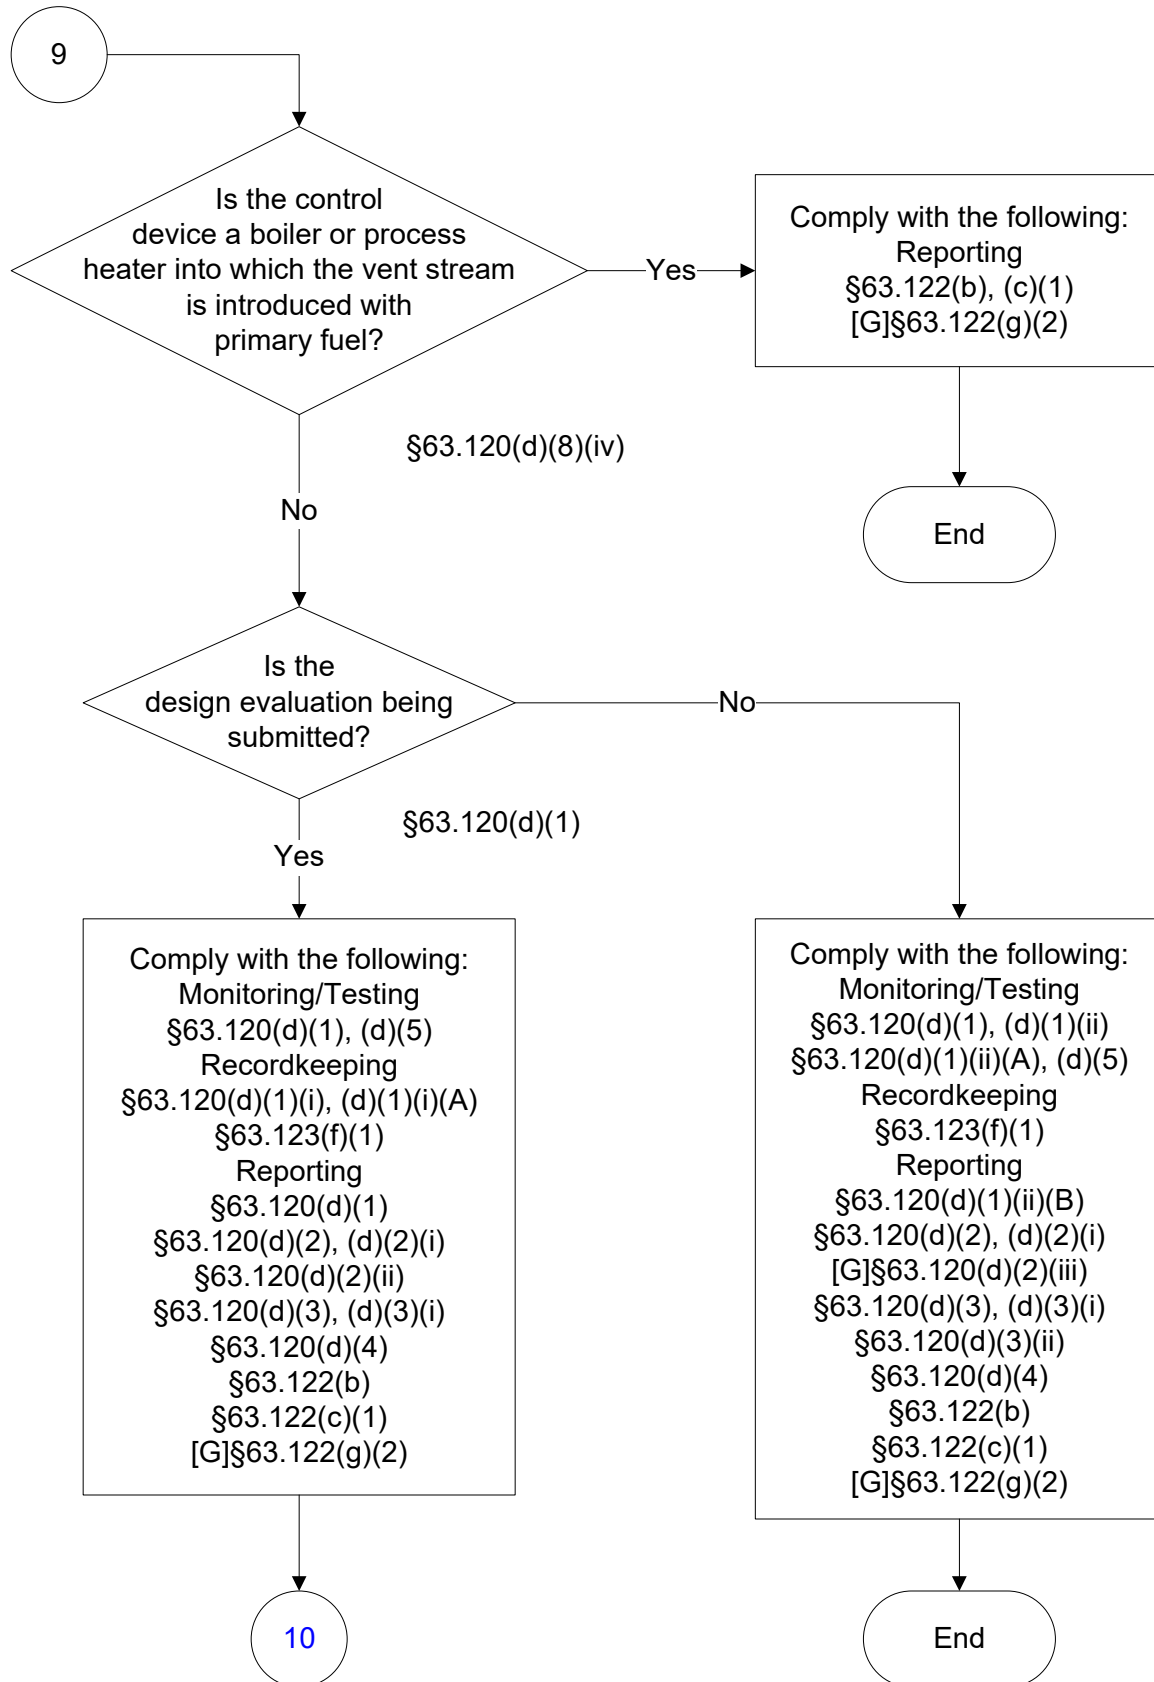 9
Is the control
device a boiler or process
heater into which the vent stream
is introduced with
primary fuel?
Yes
Comply with the following:
Reporting
§63.122(b), (c)(1)
[G]§63.122(g)(2)
End
§63.120(d)(8)(iv)
No
Is the
design evaluation being
submitted?
No
§63.120(d)(1)
Yes
Comply with the following:
Monitoring/Testing
§63.120(d)(1), (d)(5)
Recordkeeping
§63.120(d)(1)(i), (d)(1)(i)(A)
§63.123(f)(1)
Reporting
§63.120(d)(1)
§63.120(d)(2), (d)(2)(i)
§63.120(d)(2)(ii)
§63.120(d)(3), (d)(3)(i)
§63.120(d)(4)
§63.122(b)
§63.122(c)(1)
[G]§63.122(g)(2)
10
Comply with the following:
Monitoring/Testing
§63.120(d)(1), (d)(1)(ii)
§63.120(d)(1)(ii)(A), (d)(5)
Recordkeeping
§63.123(f)(1)
Reporting
§63.120(d)(1)(ii)(B)
§63.120(d)(2), (d)(2)(i)
[G]§63.120(d)(2)(iii)
§63.120(d)(3), (d)(3)(i)
§63.120(d)(3)(ii)
§63.120(d)(4)
§63.122(b)
§63.122(c)(1)
[G]§63.122(g)(2)
End